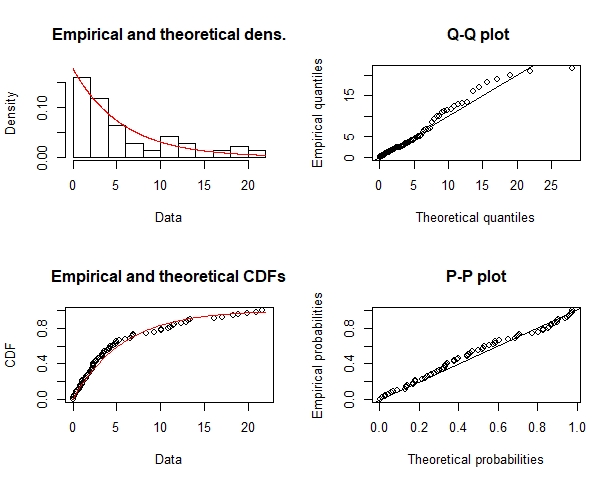 Empirical and theoretical dens.
Density
0.00
0.10
0
5
10
15
20
Data
Q-Q plot
Empirical quantiles
0
5
15
0
5
10
15
20
25
Theoretical quantiles
Empirical and theoretical CDFs
CDF
0.0
0.4
0.8
0
5
10
15
20
Data
P-P plot
Empirical probabilities
0.0
0.4
0.8
0.0
0.2
0.4
0.6
0.8
1.0
Theoretical probabilities